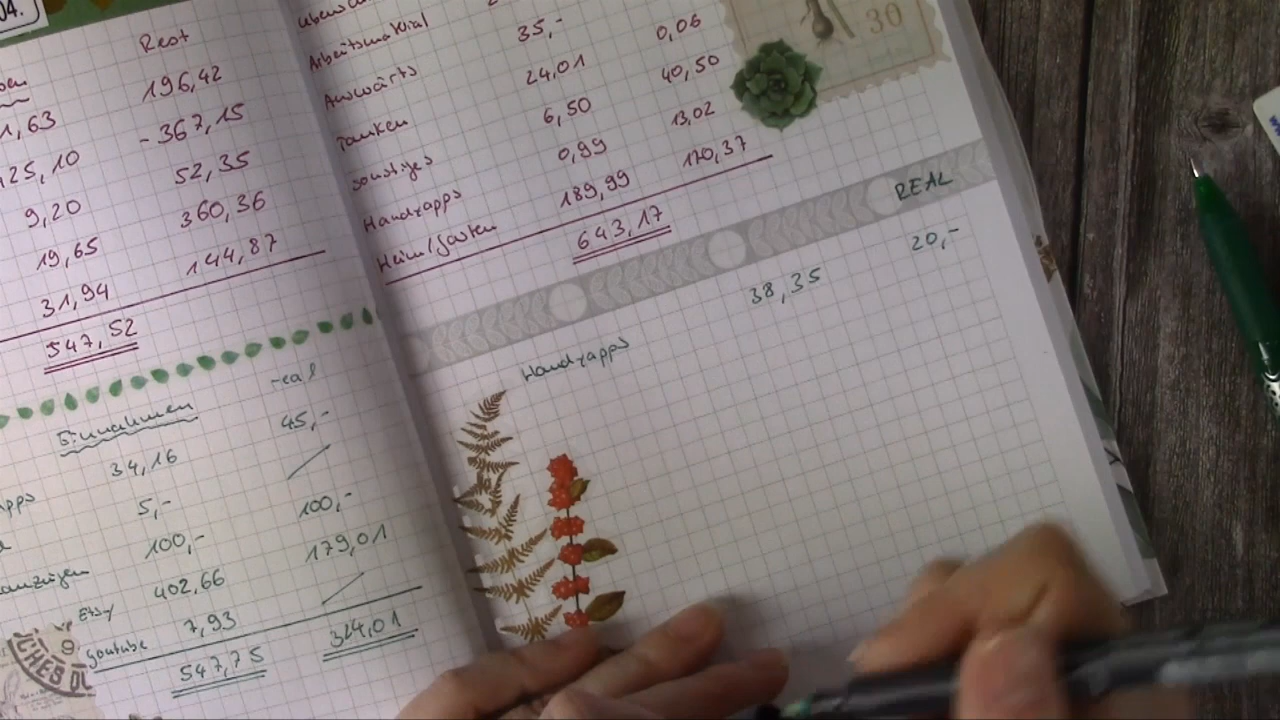 04.
Rest
1,63 196,42
25,10 -367,15
9,20 52,35
19,65 360,36
31,94 144,87
547,52
Einnahmen real
34,16 45,-
5,-
100,- 100,-
402,66 179,01
Etsy
youtube 7,93
547,75 324,01
Arbeitsmaterial 35,-
Auswärts 24,01 0,06
Tanken 6,50 40,50
sonstiges 0,99 13,02
Handyapps 189,99 170,37
Heim/Garten 643,17
30
REAL
Handyapps 38,35 20,-
9